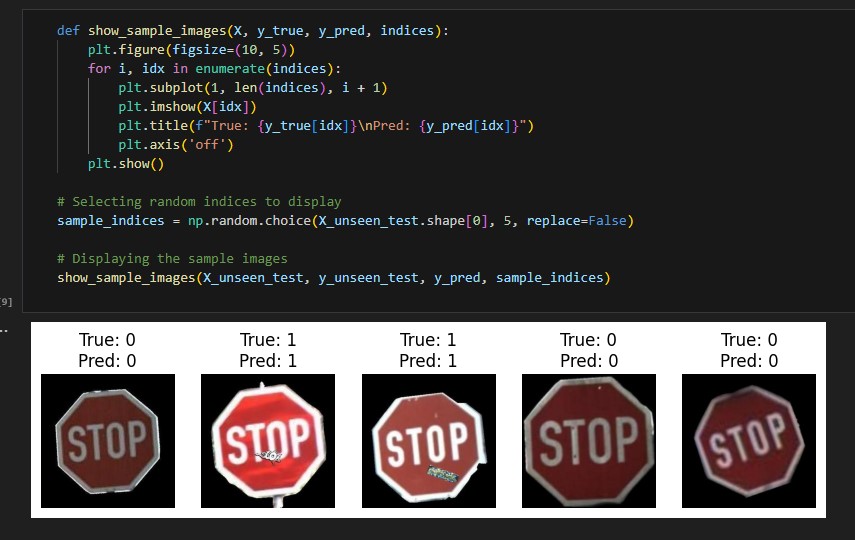 def show_sample_images(X, y_true, y_pred, indices):
    plt.figure(figsize=(10, 5))
    for i, idx in enumerate(indices):
        plt.subplot(1, len(indices), i + 1)
        plt.imshow(X[idx])
        plt.title(f"True: {y_true[idx]}\nPred: {y_pred[idx]}")
        plt.axis('off')
    plt.show()
# Selecting random indices to display
sample_indices = np.random.choice(X_unseen_test.shape[0], 5, replace=False)
# Displaying the sample images
show_sample_images(X_unseen_test, y_unseen_test, y_pred, sample_indices)
9]
True: 0 True: 1 True: 1 True: 0 True: 0
Pred: 0 Pred: 1 Pred: 1 Pred: 0 Pred: 0
STOP STOP STOP STOP STOP